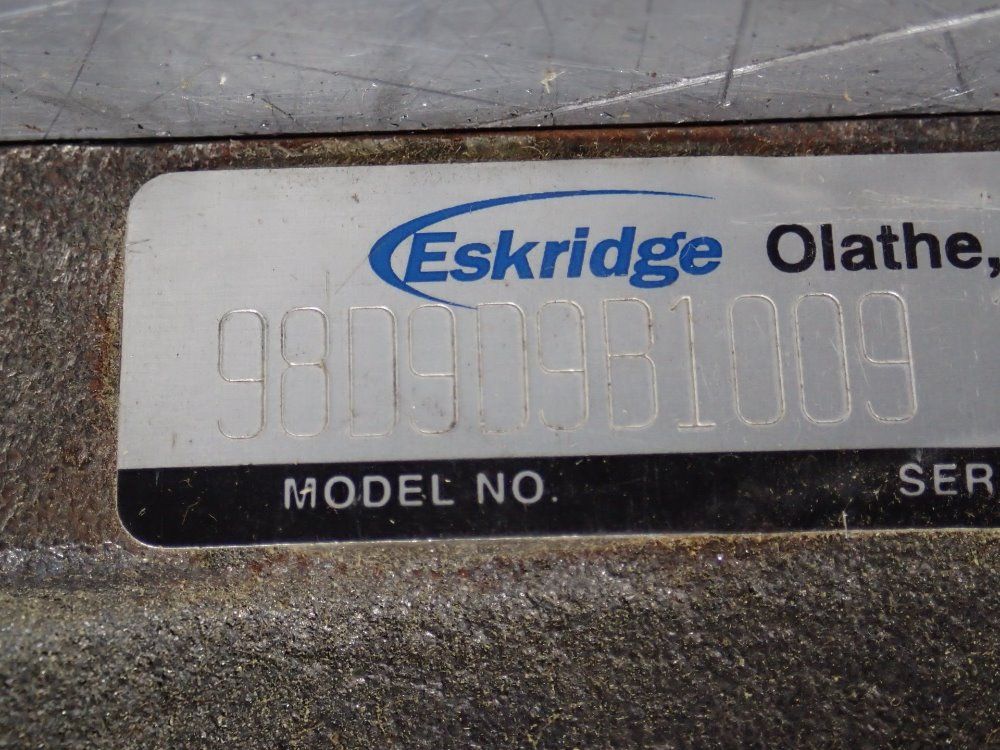 Eskridge Olathe,
98D9D9B1009
MODEL NO. SER